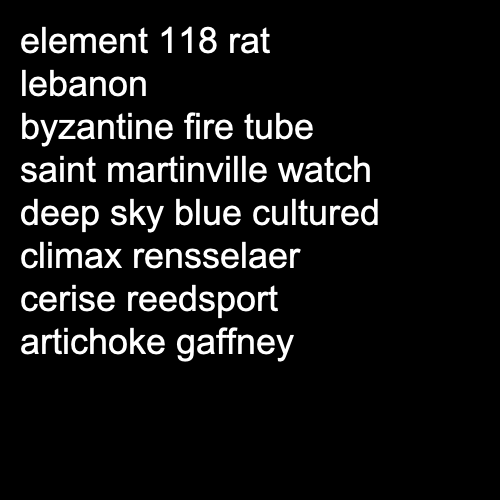 element 118 rat
lebanon
byzantine fire tube
saint martinville watch
deep sky blue cultured
climax rensselaer
cerise reedsport
artichoke gaffney